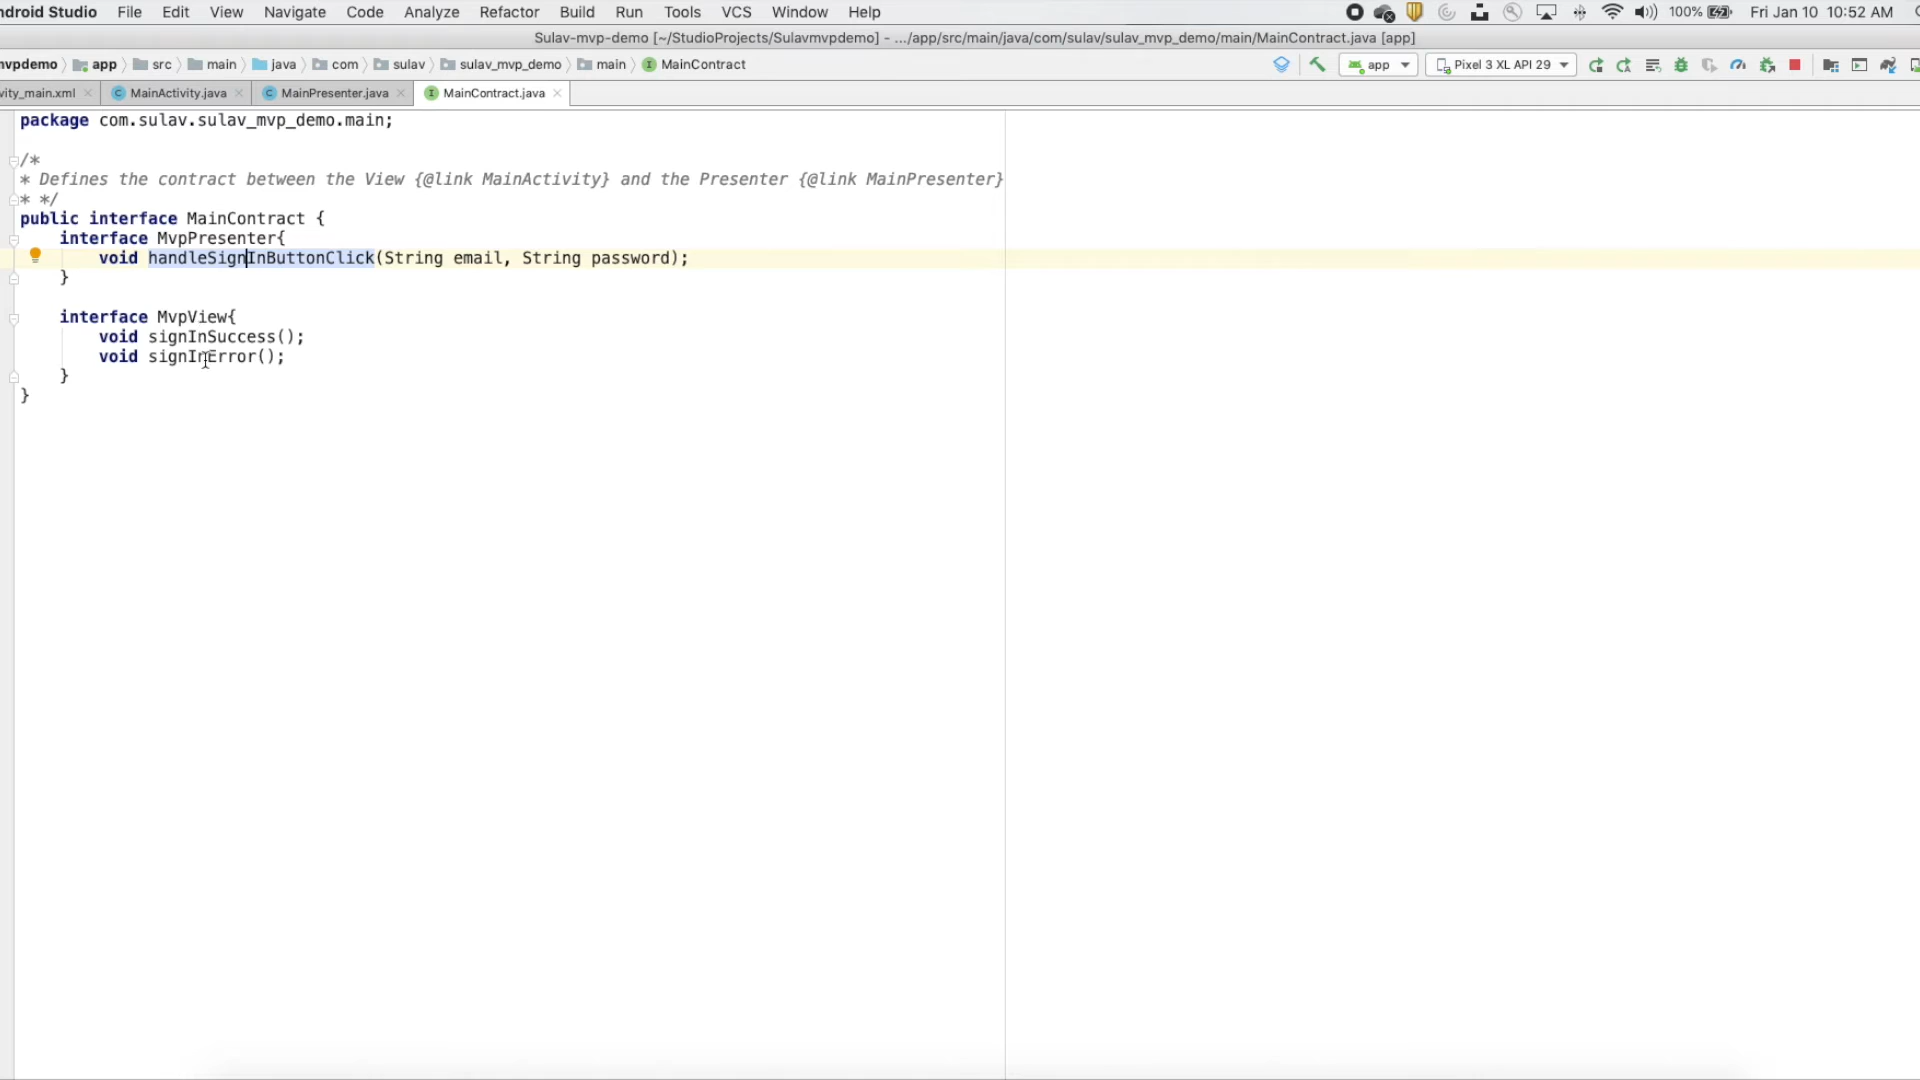 ndroid Studio File Edit View Navigate Code Analyze Refactor Build Run Tools VCS Window Help 100% Fri Jan 10 10:52 AM
Sulav-mvp-demo [~/StudioProjects/Sulavmvpdemo] - .../app/src/main/java/com/sulav/sulav_mvp_demo/main/MainContract.java [app]
mvpdemo app src main java com sulav sulav_mvp_demo main MainContract app Pixel 3 XL API 29
vity_main.xml MainActivity.java MainPresenter.java MainContract.java
package com.sulav.sulav_mvp_demo.main;
/*
* Defines the contract between the View {@link MainActivity} and the Presenter {@link MainPresenter}
* */
public interface MainContract {
interface MvpPresenter{
void handleSignInButtonClick(String email, String password);
}
interface MvpView{
void signInSuccess();
void signInError();
}
}